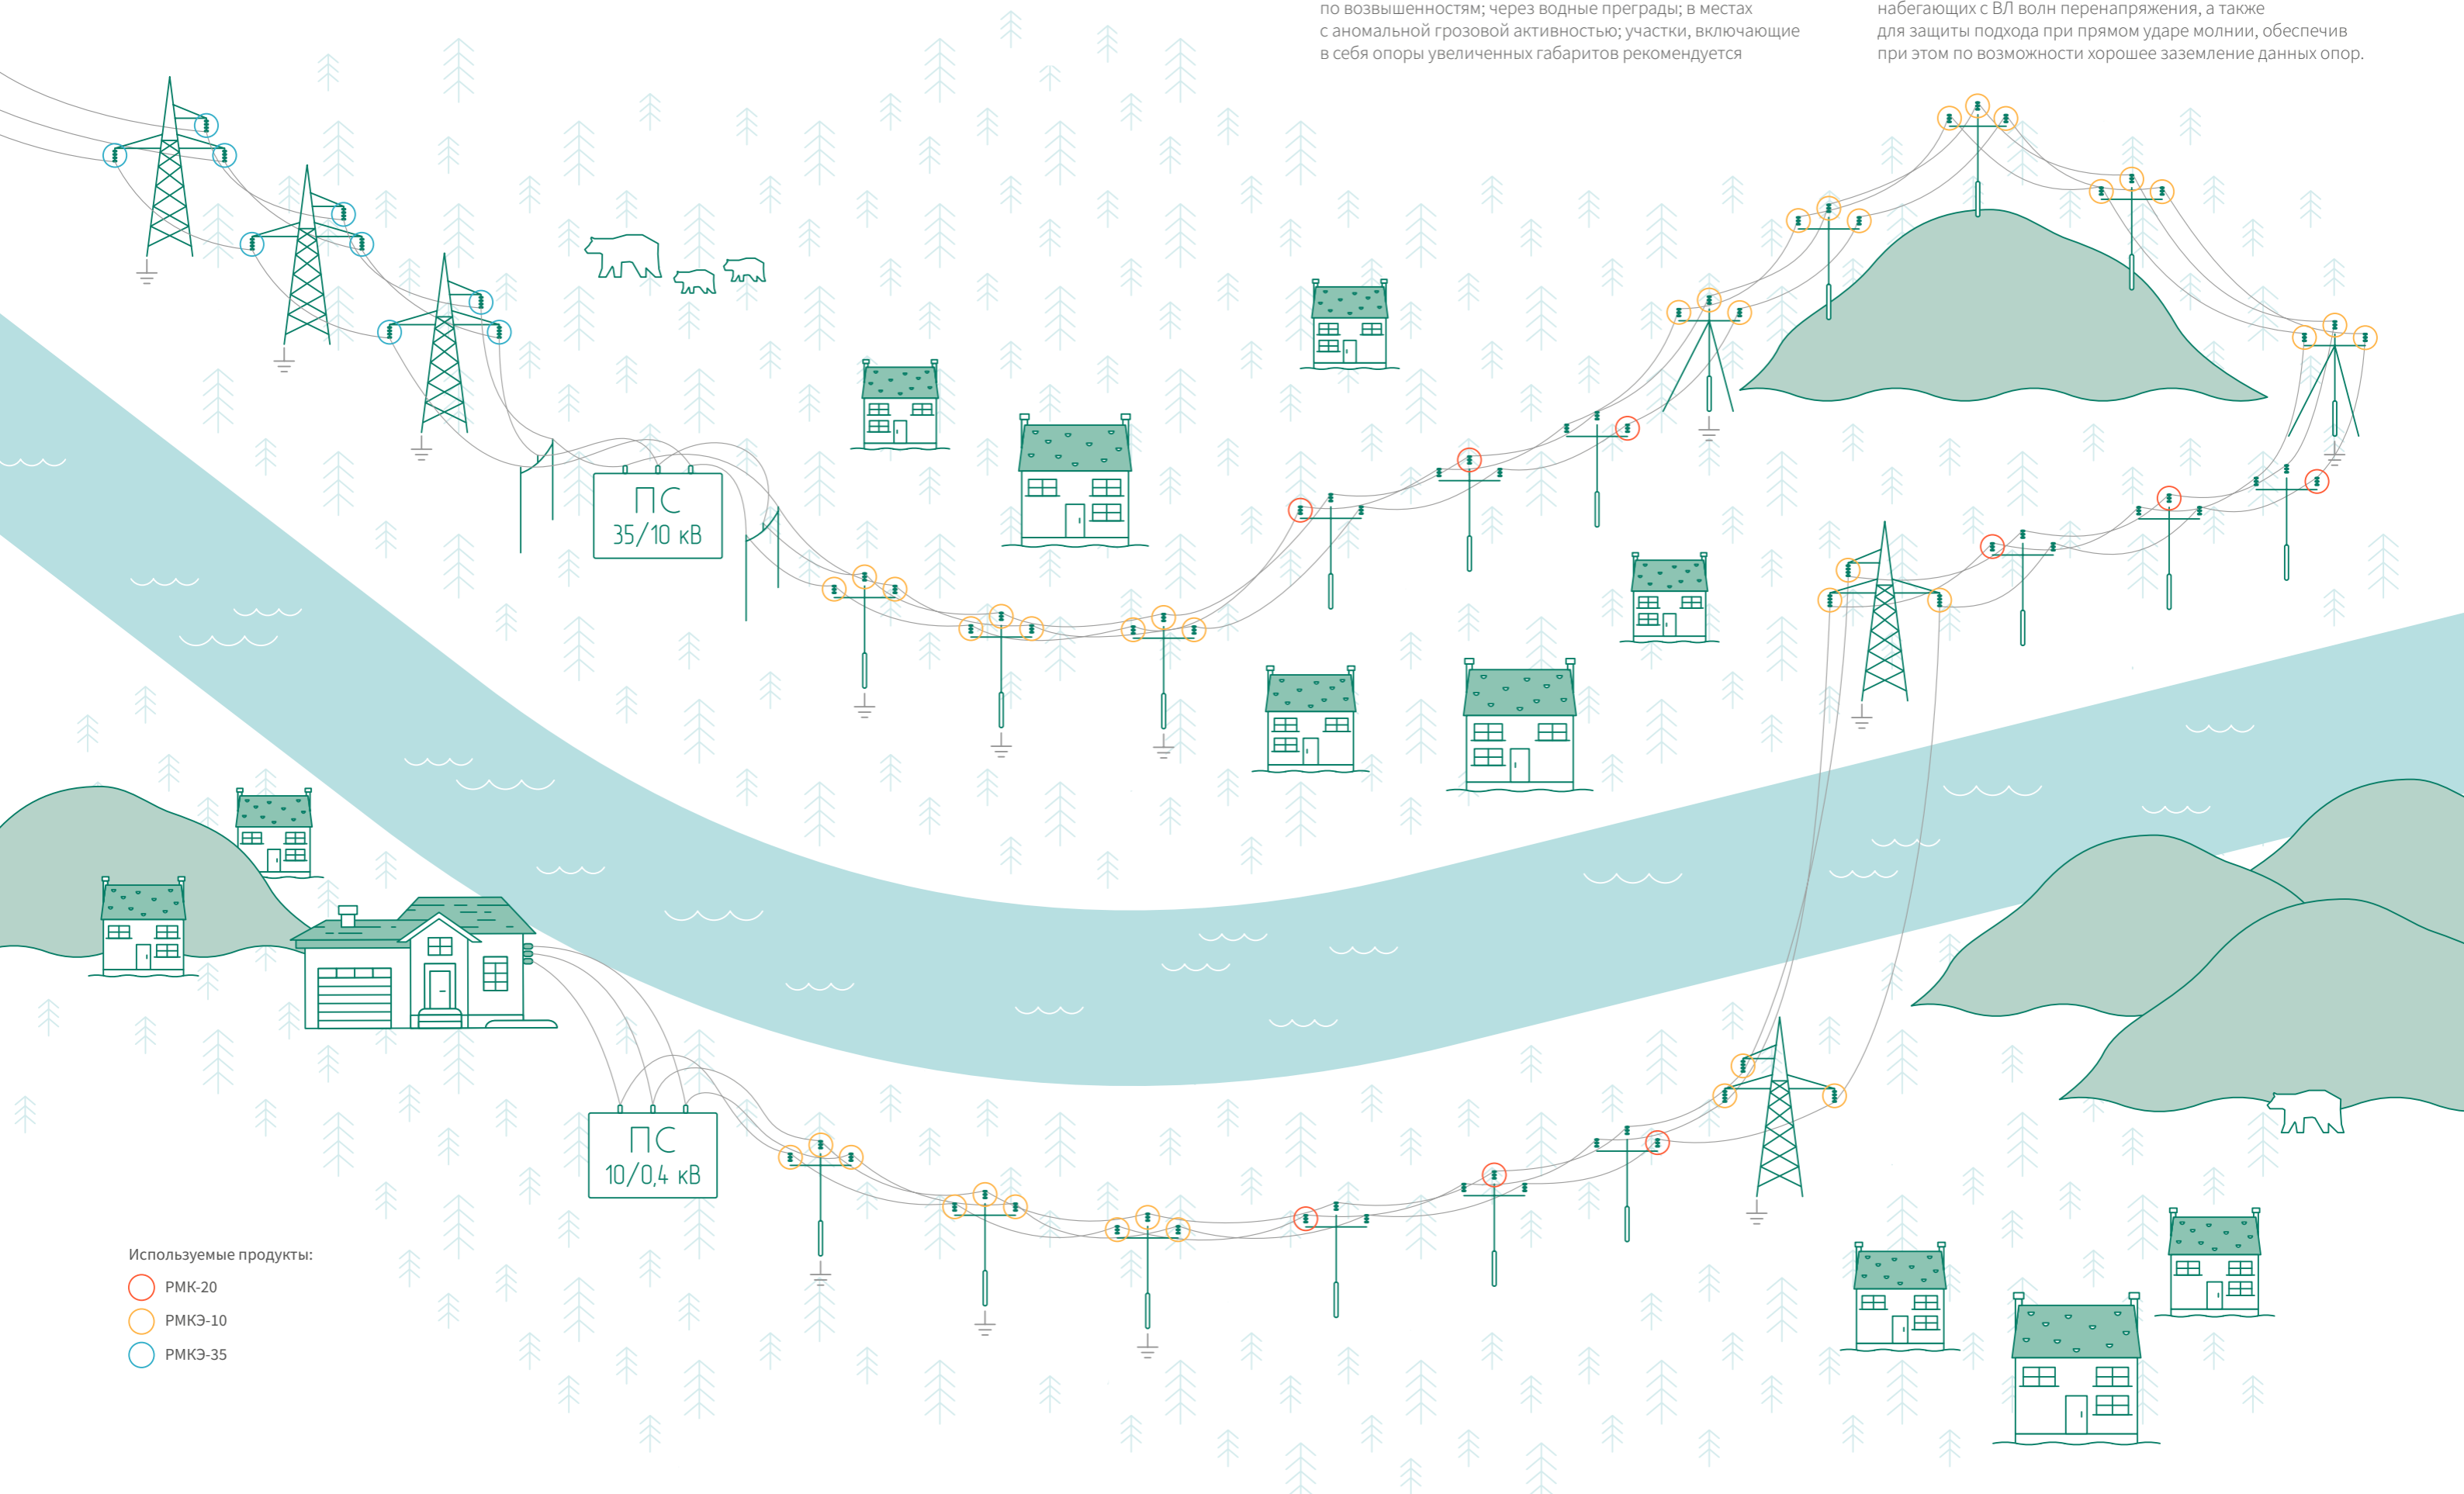 по возвышенностям; через водные преграды; в местах
с аномальной грозовой активностью; участки, включающие
в себя опоры увеличенных габаритов рекомендуется
набегающих с ВЛ волн перенапряжения, а также
для защиты подхода при прямом ударе молнии, обеспечив
при этом по возможности хорошее заземление данных опор.
ПС
35/10 кВ
ПС
10/0,4 кВ
Используемые продукты:
РМК-20
РМКЭ-10
РМКЭ-35